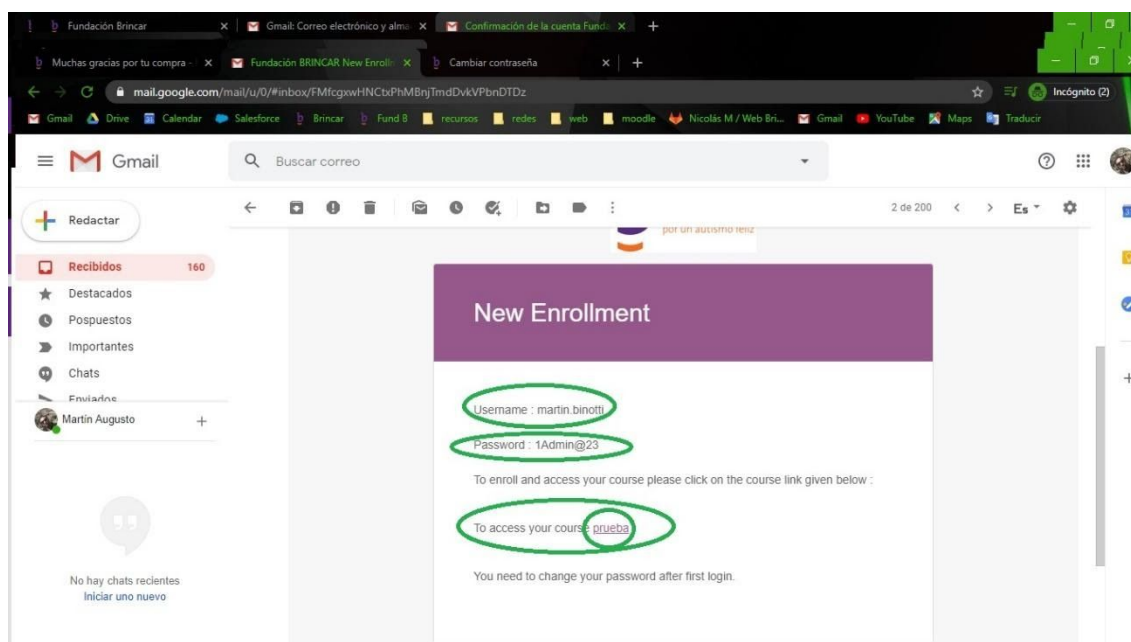 Fundación Brincar
Gmail: Correo electrónico y alma
Confirmación de la cuenta Funda
Muchas gracias por tu compra -
Fundación BRINCAR New Enrollm
Cambiar contraseña
mail.google.com/mail/u/0/#inbox/FMfcgxwHNCtxPhMBnjTmdDvkVPbnDTDz
Incógnito (2)
Gmail Drive Calendar Salesforce Brincar Fund B recursos redes web moodle Nicolás M / Web Bri... Gmail YouTube Maps Traducir
Gmail
Buscar correo
Redactar
2 de 200
Es
por un autismo feliz
Recibidos 160
Destacados
Pospuestos
Importantes
Chats
Enviados
Martín Augusto
No hay chats recientes
Iniciar uno nuevo
New Enrollment
Username : martin.binotti
Password : 1Admin@23
To enroll and access your course please click on the course link given below :
To access your course prueba
You need to change your password after first login.